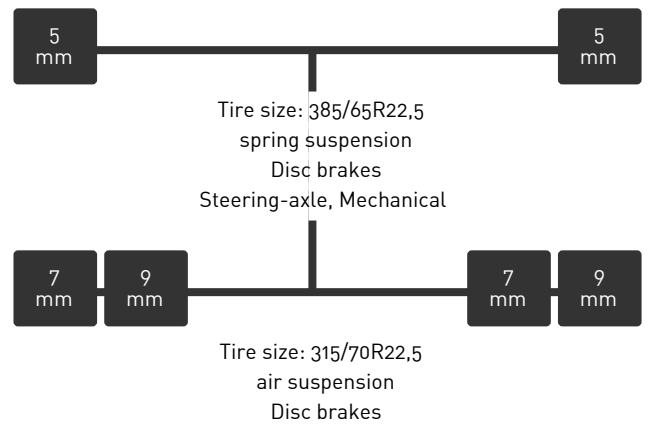 5
mm
5
mm
Tire size: 385/65R22,5
spring suspension
Disc brakes
Steering-axle, Mechanical
7
mm
9
mm
7
mm
9
mm
Tire size: 315/70R22,5
air suspension
Disc brakes